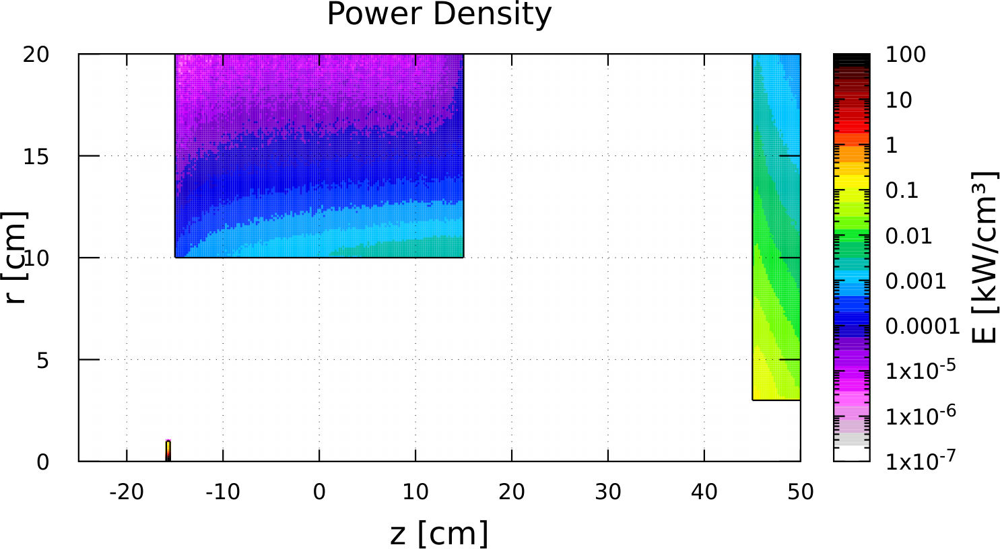 Power Density
20
15
10
5
0
r [cm]
-20 -10 0 10 20 30 40 50
z [cm]
100
10
1
0.1
0.01
0.001
0.0001
1x10-5
1x10-6
1x10-7
E [kW/cm³]